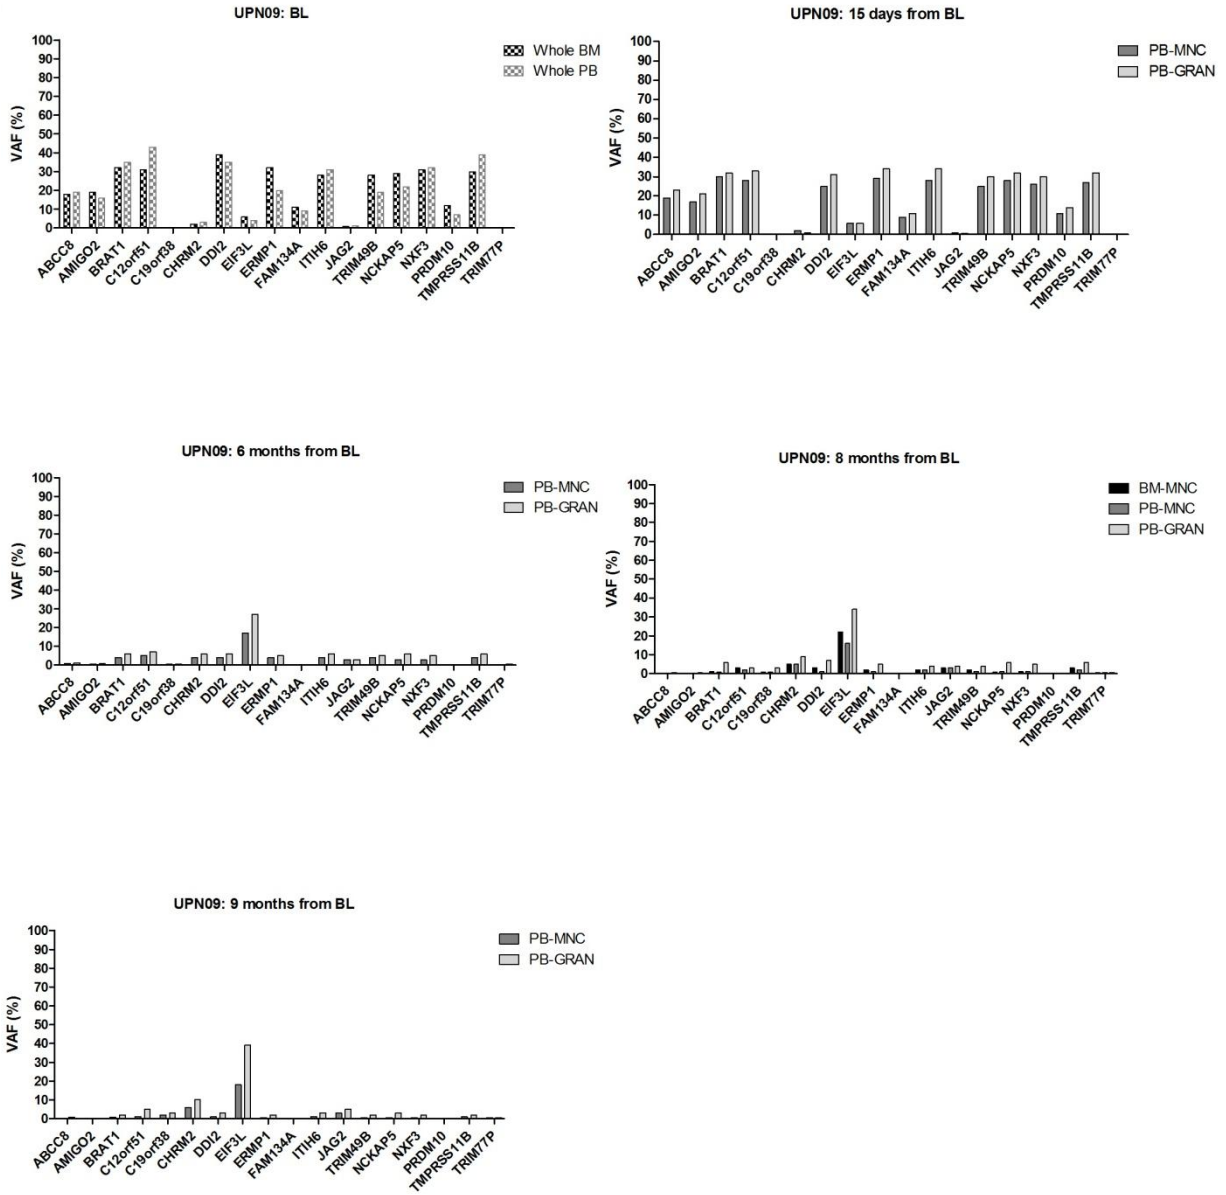 UPN09: BL
VAF (%)
100
90
80
70
60
50
40
30
20
10
0
Whole BM
Whole PB
ABCC8
AMIGO2
BRAT1
C12orf51
C19orf38
CHRM2
DDI2
EIF3L
ERMP1
FAM134A
ITIH6
JAG2
TRIM49B
NCKAP5
NXF3
PRDM10
TMPRSS11B
TRIM77P
UPN09: 15 days from BL
VAF (%)
100
90
80
70
60
50
40
30
20
10
0
PB-MNC
PB-GRAN
ABCC8
AMIGO2
BRAT1
C12orf51
C19orf38
CHRM2
DDI2
EIF3L
ERMP1
FAM134A
ITIH6
JAG2
TRIM49B
NCKAP5
NXF3
PRDM10
TMPRSS11B
TRIM77P
UPN09: 6 months from BL
VAF (%)
100
90
80
70
60
50
40
30
20
10
0
PB-MNC
PB-GRAN
ABCC8
AMIGO2
BRAT1
C12orf51
C19orf38
CHRM2
DDI2
EIF3L
ERMP1
FAM134A
ITIH6
JAG2
TRIM49B
NCKAP5
NXF3
PRDM10
TMPRSS11B
TRIM77P
UPN09: 8 months from BL
VAF (%)
100
90
80
70
60
50
40
30
20
10
0
BM-MNC
PB-MNC
PB-GRAN
ABCC8
AMIGO2
BRAT1
C12orf51
C19orf38
CHRM2
DDI2
EIF3L
ERMP1
FAM134A
ITIH6
JAG2
TRIM49B
NCKAP5
NXF3
PRDM10
TMPRSS11B
TRIM77P
UPN09: 9 months from BL
VAF (%)
100
90
80
70
60
50
40
30
20
10
0
PB-MNC
PB-GRAN
ABCC8
AMIGO2
BRAT1
C12orf51
C19orf38
CHRM2
DDI2
EIF3L
ERMP1
FAM134A
ITIH6
JAG2
TRIM49B
NCKAP5
NXF3
PRDM10
TMPRSS11B
TRIM77P